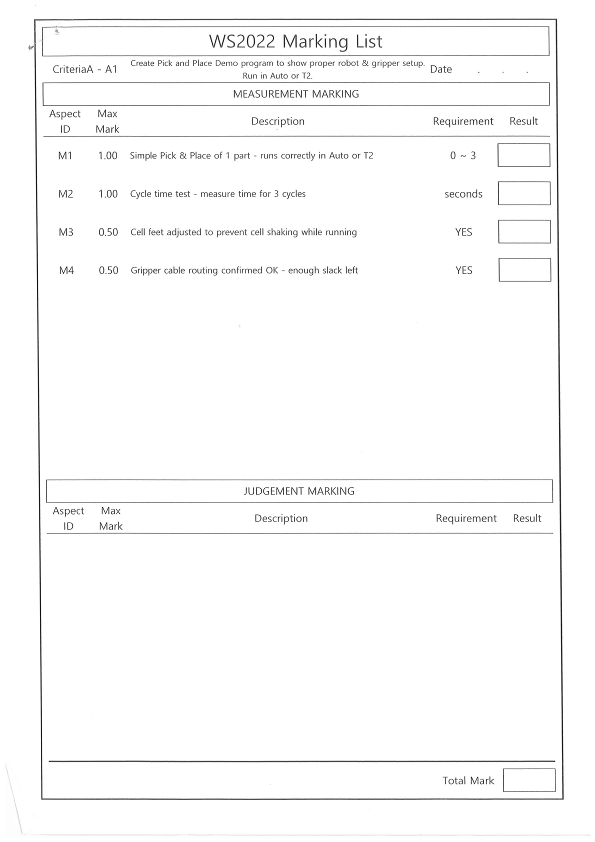 WS2022 Marking List
CriteriaA - A1
Create Pick and Place Demo program to show proper robot & gripper setup.
Run in Auto or T2.
Date . . .
MEASUREMENT MARKING
Aspect ID Max Mark Description Requirement Result
M1 1.00 Simple Pick & Place of 1 part - runs correctly in Auto or T2 0 ~ 3
M2 1.00 Cycle time test - measure time for 3 cycles seconds
M3 0.50 Cell feet adjusted to prevent cell shaking while running YES
M4 0.50 Gripper cable routing confirmed OK - enough slack left YES
JUDGEMENT MARKING
Aspect ID Max Mark Description Requirement Result
Total Mark